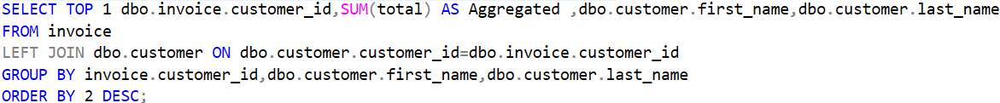 SELECT TOP 1 dbo.invoice.customer_id,SUM(total) AS Aggregated ,dbo.customer.first_name,dbo.customer.last_name
FROM invoice
LEFT JOIN dbo.customer ON dbo.customer.customer_id=dbo.invoice.customer_id
GROUP BY invoice.customer_id,dbo.customer.first_name,dbo.customer.last_name
ORDER BY 2 DESC;